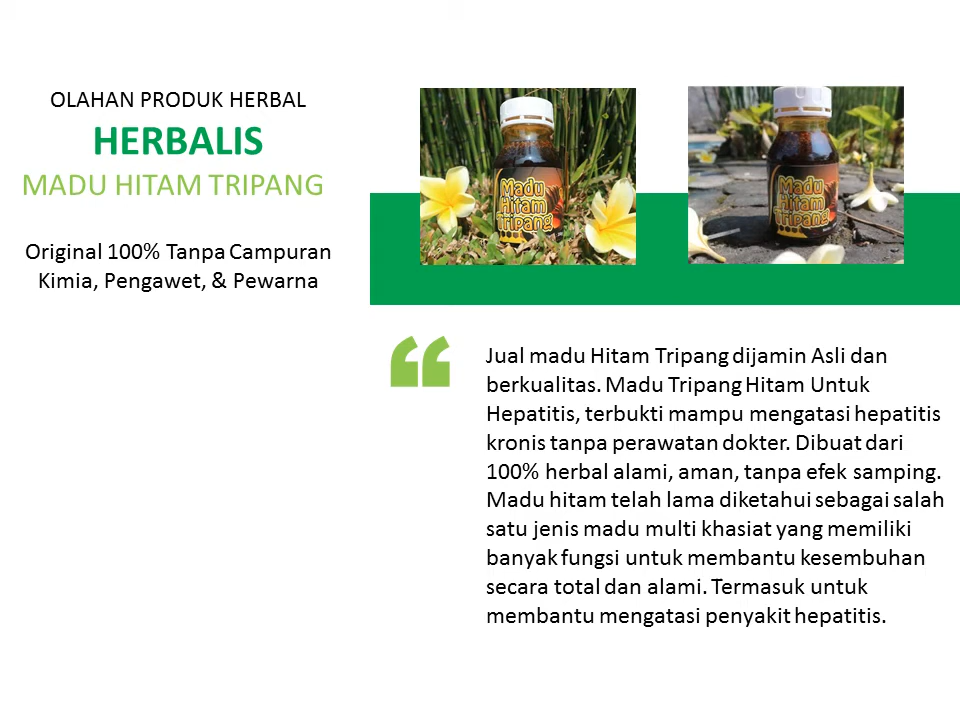 OLAHAN PRODUK HERBAL
HERBALIS
MADU HITAM TRIPANG
Original 100% Tanpa Campuran
Kimia, Pengawet, & Pewarna
Madu
Hitam
Tripang
Madu
Hitam
Tripang
“
Jual madu Hitam Tripang dijamin Asli dan
berkualitas. Madu Tripang Hitam Untuk
Hepatitis, terbukti mampu mengatasi hepatitis
kronis tanpa perawatan dokter. Dibuat dari
100% herbal alami, aman, tanpa efek samping.
Madu hitam telah lama diketahui sebagai salah
satu jenis madu multi khasiat yang memiliki
banyak fungsi untuk membantu kesembuhan
secara total dan alami. Termasuk untuk
membantu mengatasi penyakit hepatitis.